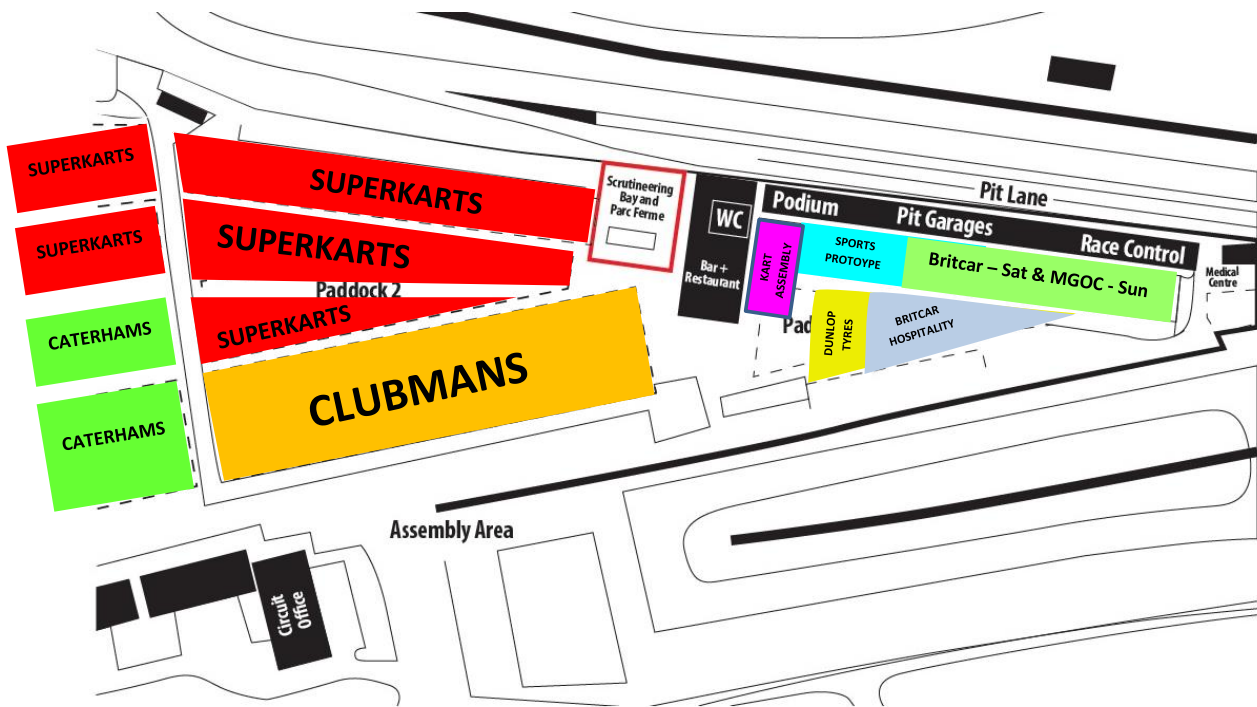 SUPERKARTS
SUPERKARTS
CATERHAMS
CATERHAMS
SUPERKARTS
SUPERKARTS
Paddock 2
SUPERKARTS
CLUBMANS
Scrutineering
Bay and
Parc Ferme
WC
Bar +
Restaurant
Podium
Pit Garages
Pit Lane
Race Control
KART
ASSEMBLY
SPORTS
PROTOYPE
Britcar – Sat & MGOC - Sun
Medical
Centre
Pad
DUNLOP
TYRES
BRITCAR
HOSPITALITY
Assembly Area
Circuit
Office